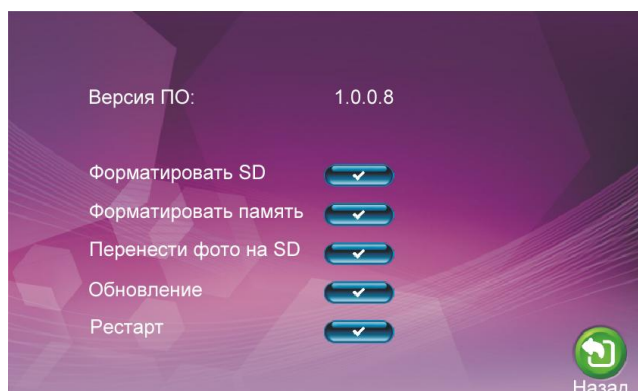 Версия ПО: 1.0.0.8
Форматировать SD
Форматировать память
Перенести фото на SD
Обновление
Рестарт
Назад